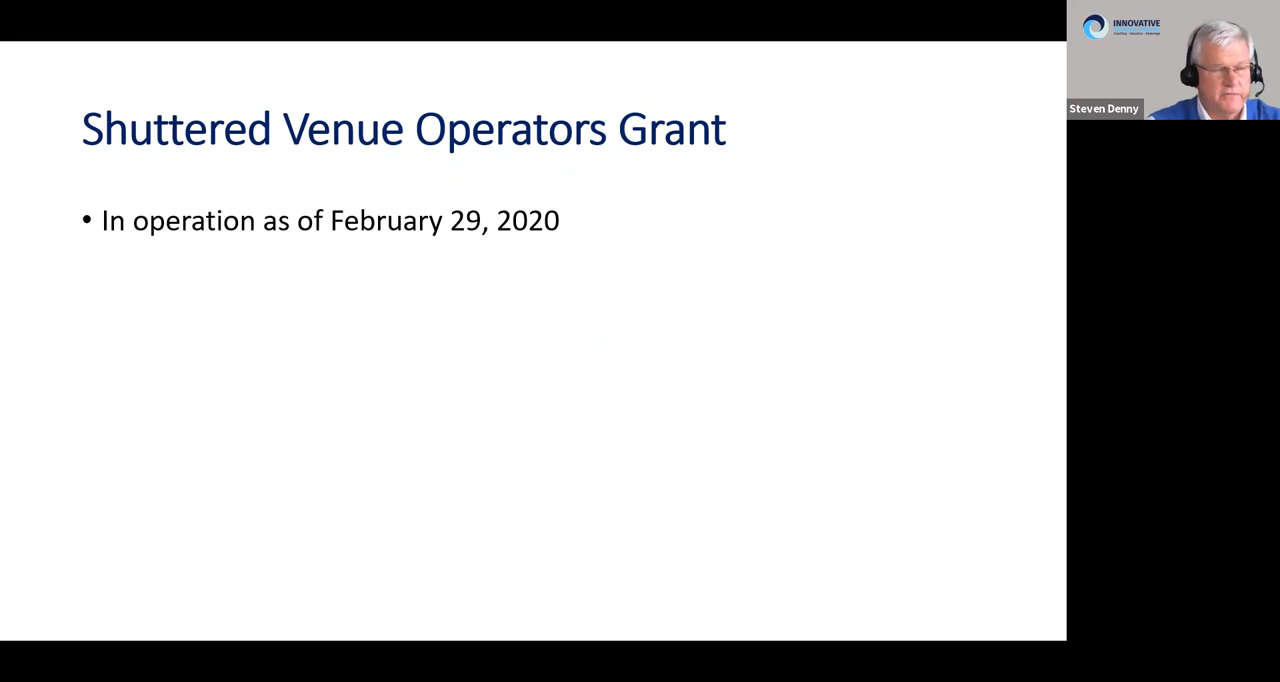 Shuttered Venue Operators Grant
• In operation as of February 29, 2020
INNOVATIVE
Steven Denny